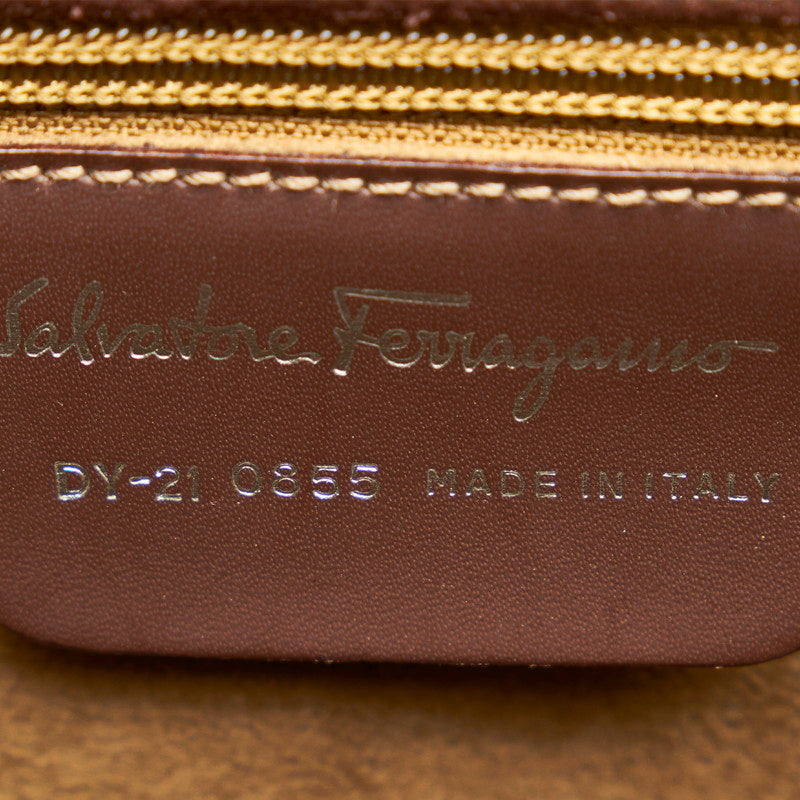 Salvatore Ferragamo
DY-21 0855 MADE IN ITALY